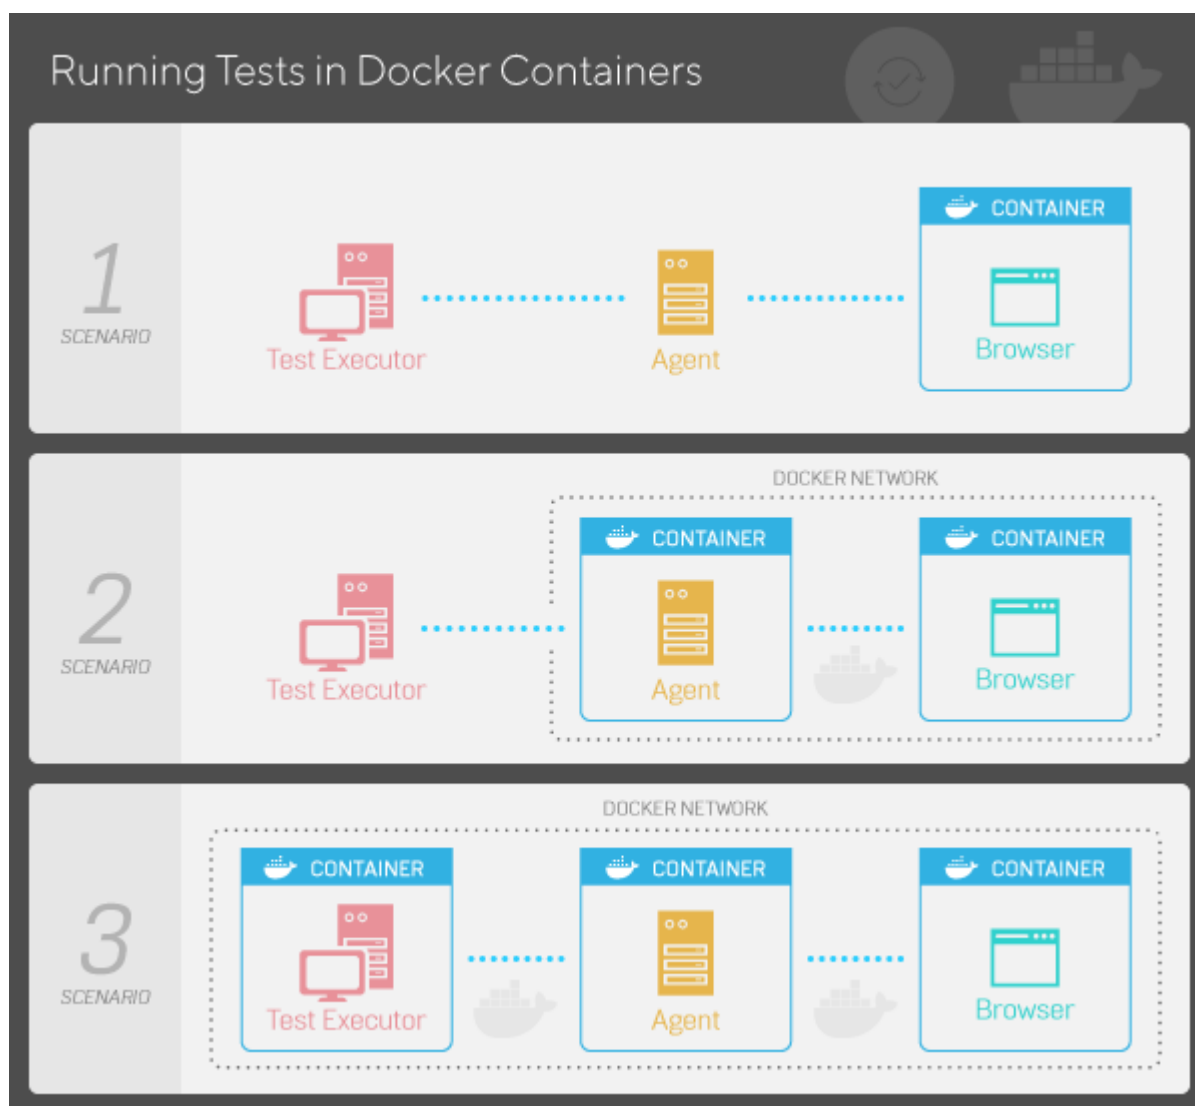 Running Tests in Docker Containers
CONTAINER
1
SCENARIO
Test Executor
Agent
Browser
DOCKER NETWORK
CONTAINER
CONTAINER
2
SCENARIO
Test Executor
Agent
Browser
DOCKER NETWORK
CONTAINER
CONTAINER
CONTAINER
3
SCENARIO
Test Executor
Agent
Browser